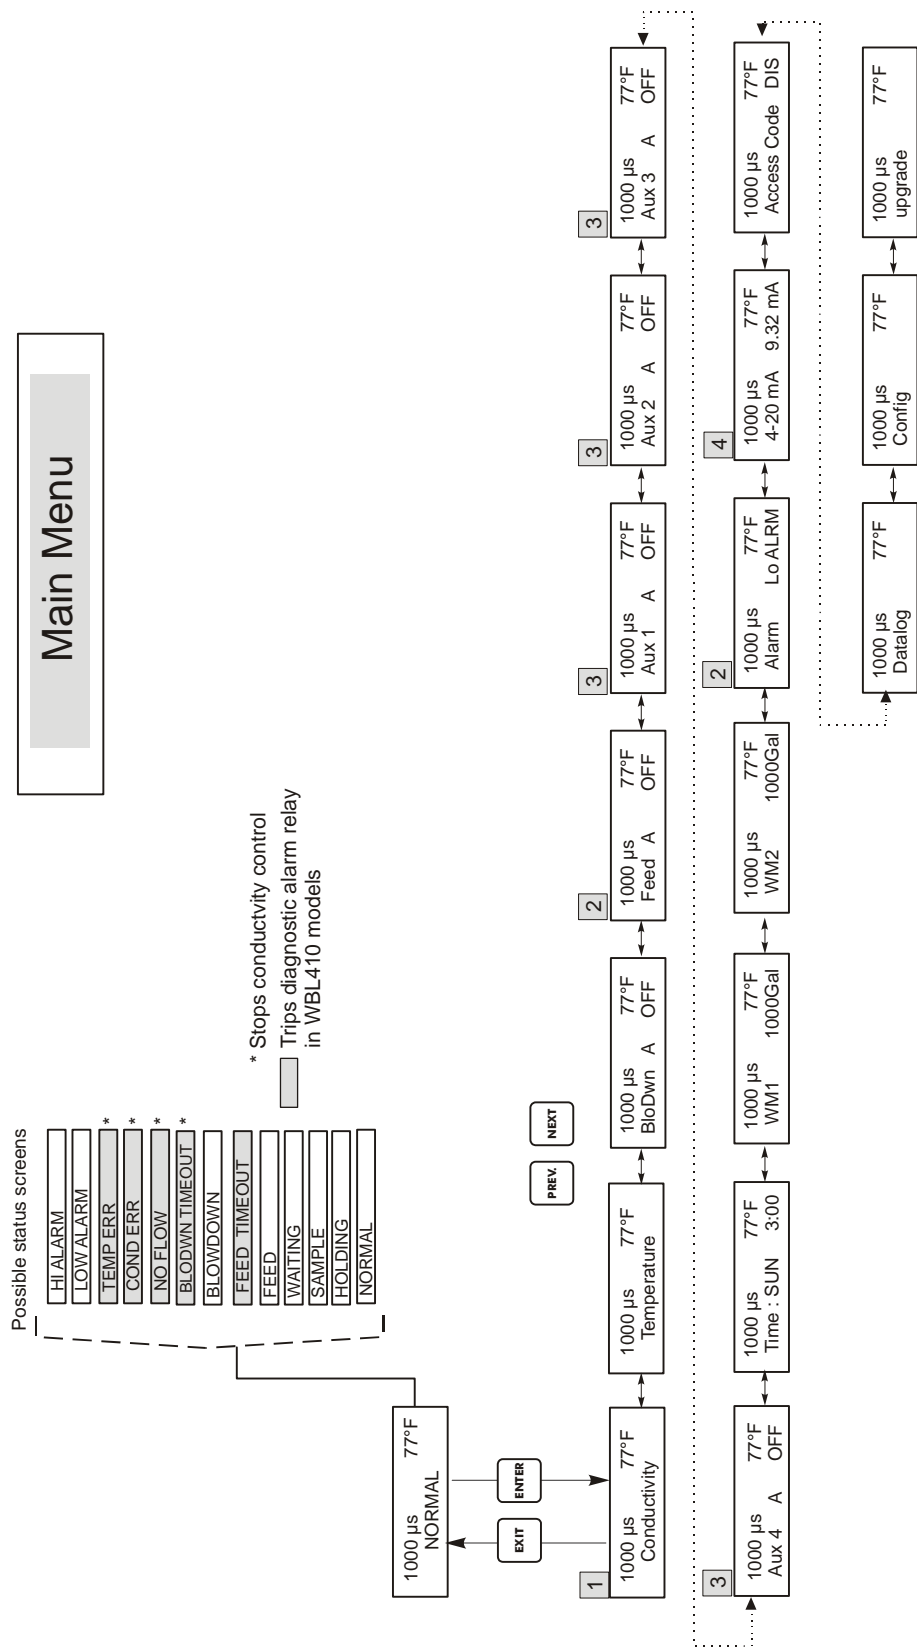 Main Menu
Possible status screens
HI ALARM
LOW ALARM
TEMP ERR *
COND ERR *
NO FLOW *
BLODWN TIMEOUT *
BLOWDOWN
FEED TIMEOUT
FEED
WAITING
SAMPLE
HOLDING
NORMAL
* Stops conductvity control
Trips diagnostic alarm relay
in WBL410 models
1000 µs 77°F
NORMAL
EXIT
ENTER
PREV.
NEXT
1
1000 µs 77°F
Conductivity
1000 µs 77°F
Temperature
1000 µs 77°F
BloDwn A OFF
2
1000 µs 77°F
Feed A OFF
3
1000 µs 77°F
Aux 1 A OFF
3
1000 µs 77°F
Aux 2 A OFF
3
1000 µs 77°F
Aux 3 A OFF
3
1000 µs 77°F
Aux 4 A OFF
1000 µs 77°F
Time : SUN 3:00
1000 µs 77°F
WM1 1000Gal
1000 µs 77°F
WM2 1000Gal
2
1000 µs 77°F
Alarm Lo ALRM
4
1000 µs 77°F
4-20 mA 9.32 mA
1000 µs 77°F
Access Code DIS
1000 µs 77°F
Datalog
1000 µs 77°F
Config
1000 µs 77°F
upgrade